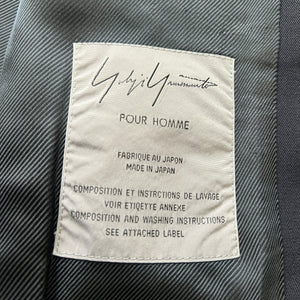 Yohji Yamamoto
POUR HOMME
FABRIQUE AU JAPON
MADE IN JAPAN
COMPOSITION ET INSTRCTIONS DE LAVAGE
VOIR ETIQETTE ANNEXE
COMPOSITION AND WASHING INSTRUCTIONS
SEE ATTACHED LABEL